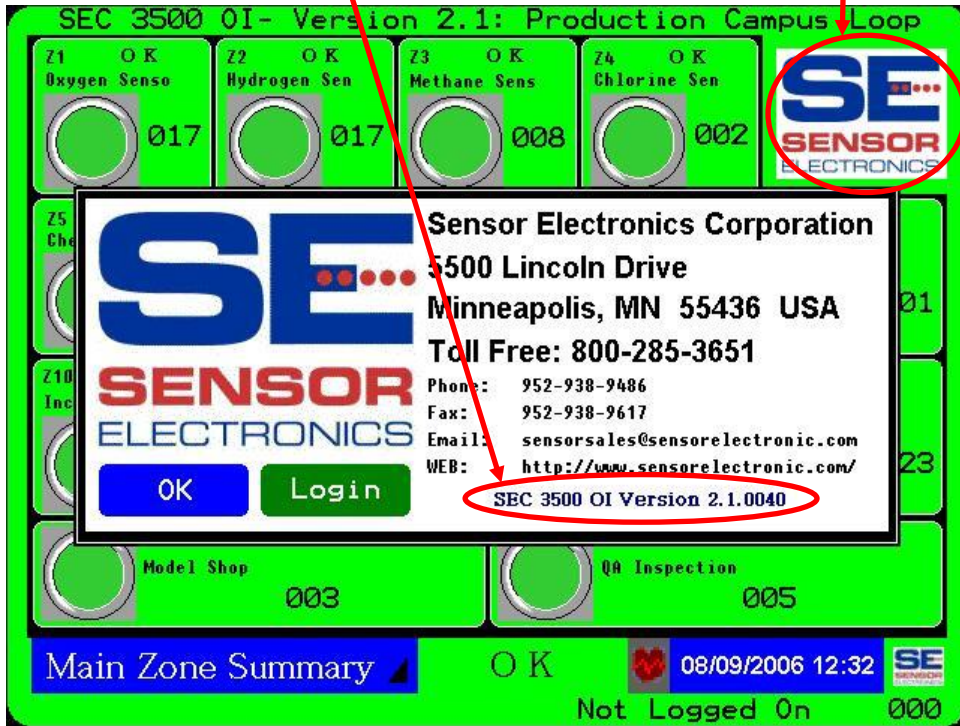 SEC 3500 OI- Version 2.1: Production Campus Loop
Z1 OK
Oxygen Senso
017
Z2 OK
Hydrogen Sen
017
Z3 OK
Methane Sens
008
Z4 OK
Chlorine Sen
002
SE
SENSOR
ELECTRONICS
Z5
Che
01
Z10
Inc
23
SE
SENSOR
ELECTRONICS
OK
Login
Sensor Electronics Corporation
5500 Lincoln Drive
Minneapolis, MN 55436 USA
Toll Free: 800-285-3651
Phone: 952-938-9486
Fax: 952-938-9617
Email: sensorsales@sensorelectronic.com
WEB: http://www.sensorelectronic.com/
SEC 3500 OI Version 2.1.0040
Model Shop
003
QA Inspection
005
Main Zone Summary
OK
08/09/2006 12:32
SE
SENSOR
Not Logged On 000